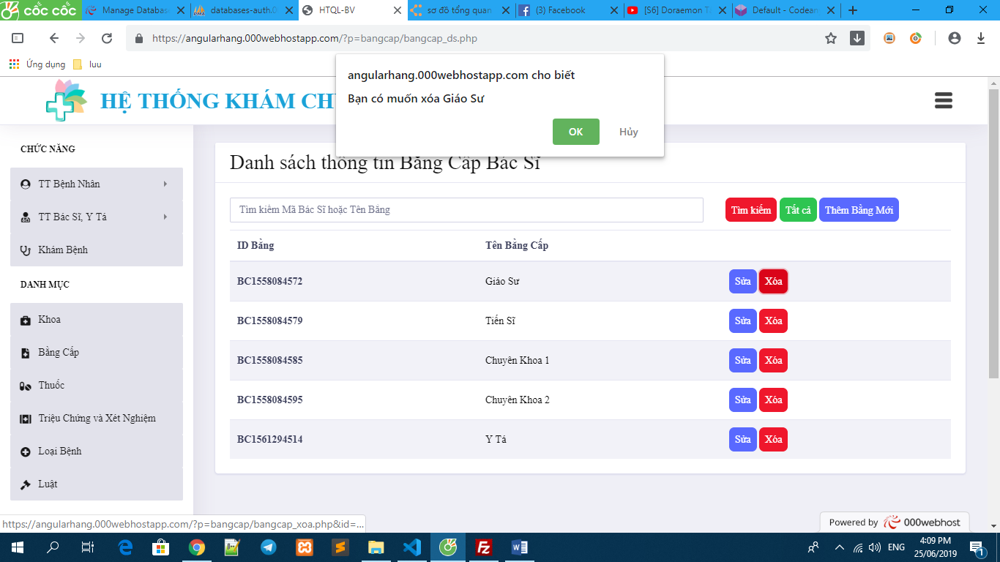 cốc cốc
Manage Databas
databases-auth.0
HTQL-BV
sơ đồ tổng quan
(3) Facebook
[S6] Doraemon T
Default - Codean
https://angularhang.000webhostapp.com/?p=bangcap/bangcap_ds.php
Ứng dụng
luu
angularhang.000webhostapp.com cho biết
Bạn có muốn xóa Giáo Sư
OK
Hủy
HỆ THỐNG KHÁM CH
CHỨC NĂNG
TT Bệnh Nhân
TT Bác Sĩ, Y Tá
Khám Bệnh
DANH MỤC
Khoa
Bằng Cấp
Thuốc
Triệu Chứng và Xét Nghiệm
Loại Bệnh
Luật
Danh sách thông tin Bằng Cấp Bác Sĩ
Tìm kiếm Mã Bác Sĩ hoặc Tên Bằng
Tìm kiếm
Tất cả
Thêm Bằng Mới
ID Bằng Tên Bằng Cấp
BC1558084572 Giáo Sư Sửa Xóa
BC1558084579 Tiến Sĩ Sửa Xóa
BC1558084585 Chuyên Khoa 1 Sửa Xóa
BC1558084595 Chuyên Khoa 2 Sửa Xóa
BC1561294514 Y Tá Sửa Xóa
https://angularhang.000webhostapp.com/?p=bangcap/bangcap_xoa.php&id=...
Powered by 000webhost
ENG
4:09 PM
25/06/2019
1